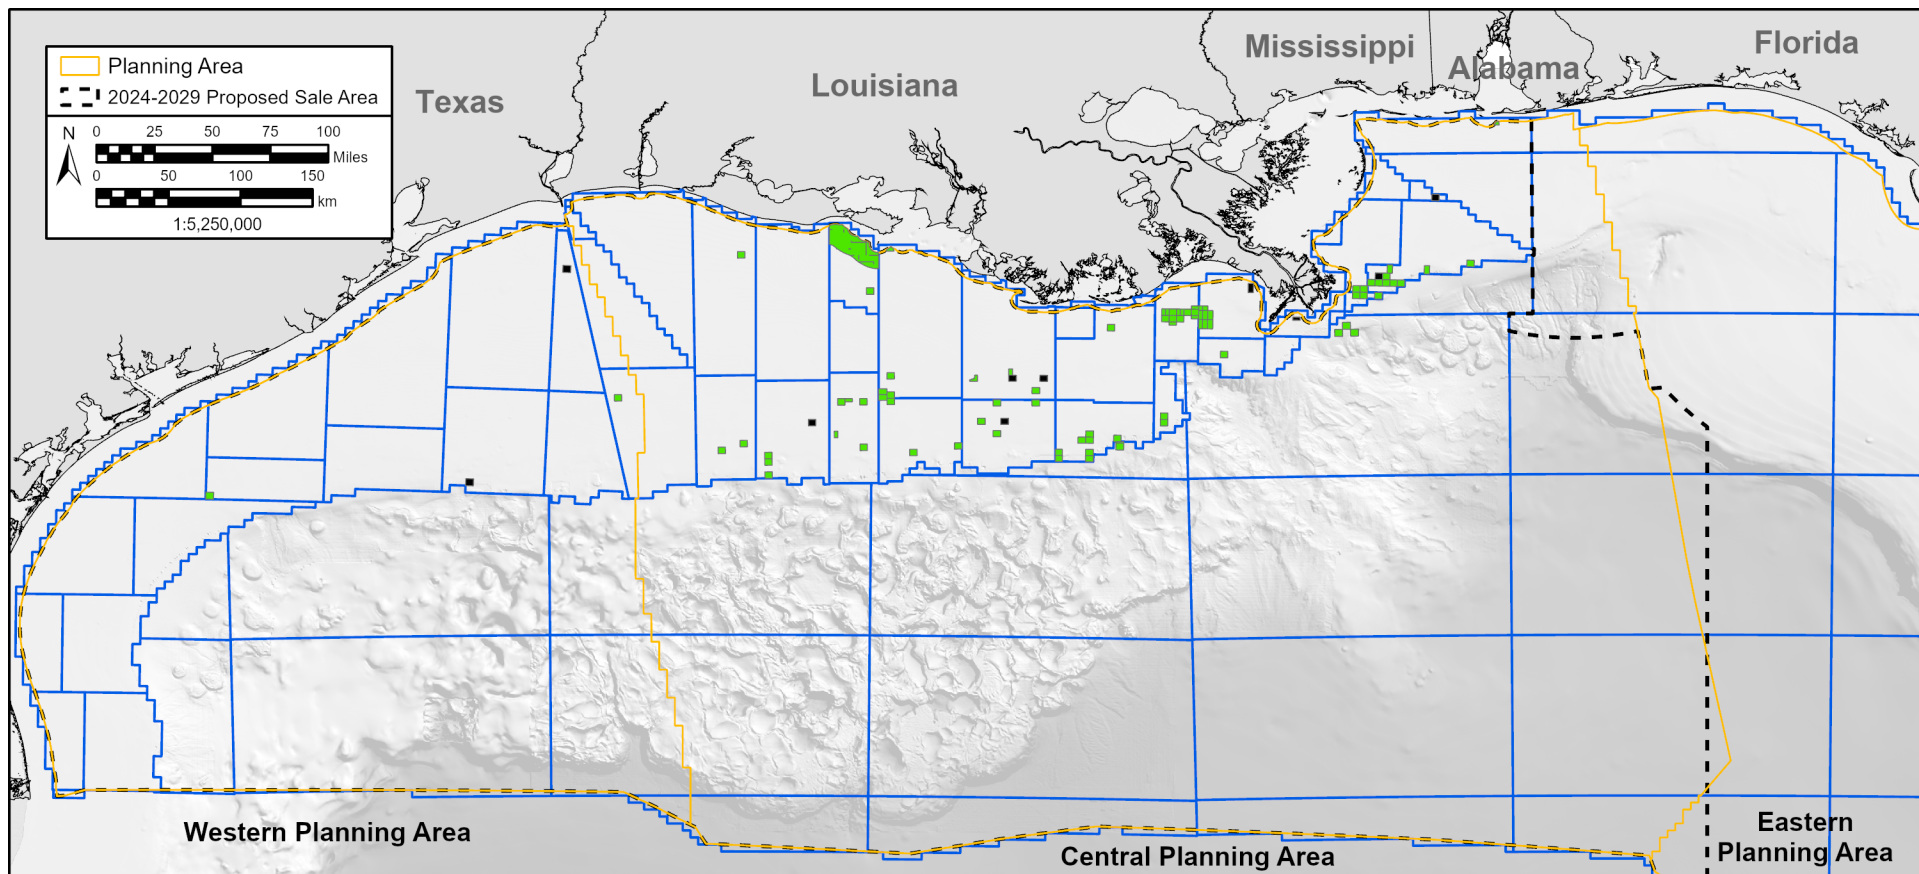 Mississippi
Florida
Alabama
Louisiana
Texas
Planning Area
2024-2029 Proposed Sale Area
N
0 25 50 75 100
Miles
0 50 100 150
km
1:5,250,000
Western Planning Area
Central Planning Area
Eastern
Planning Area